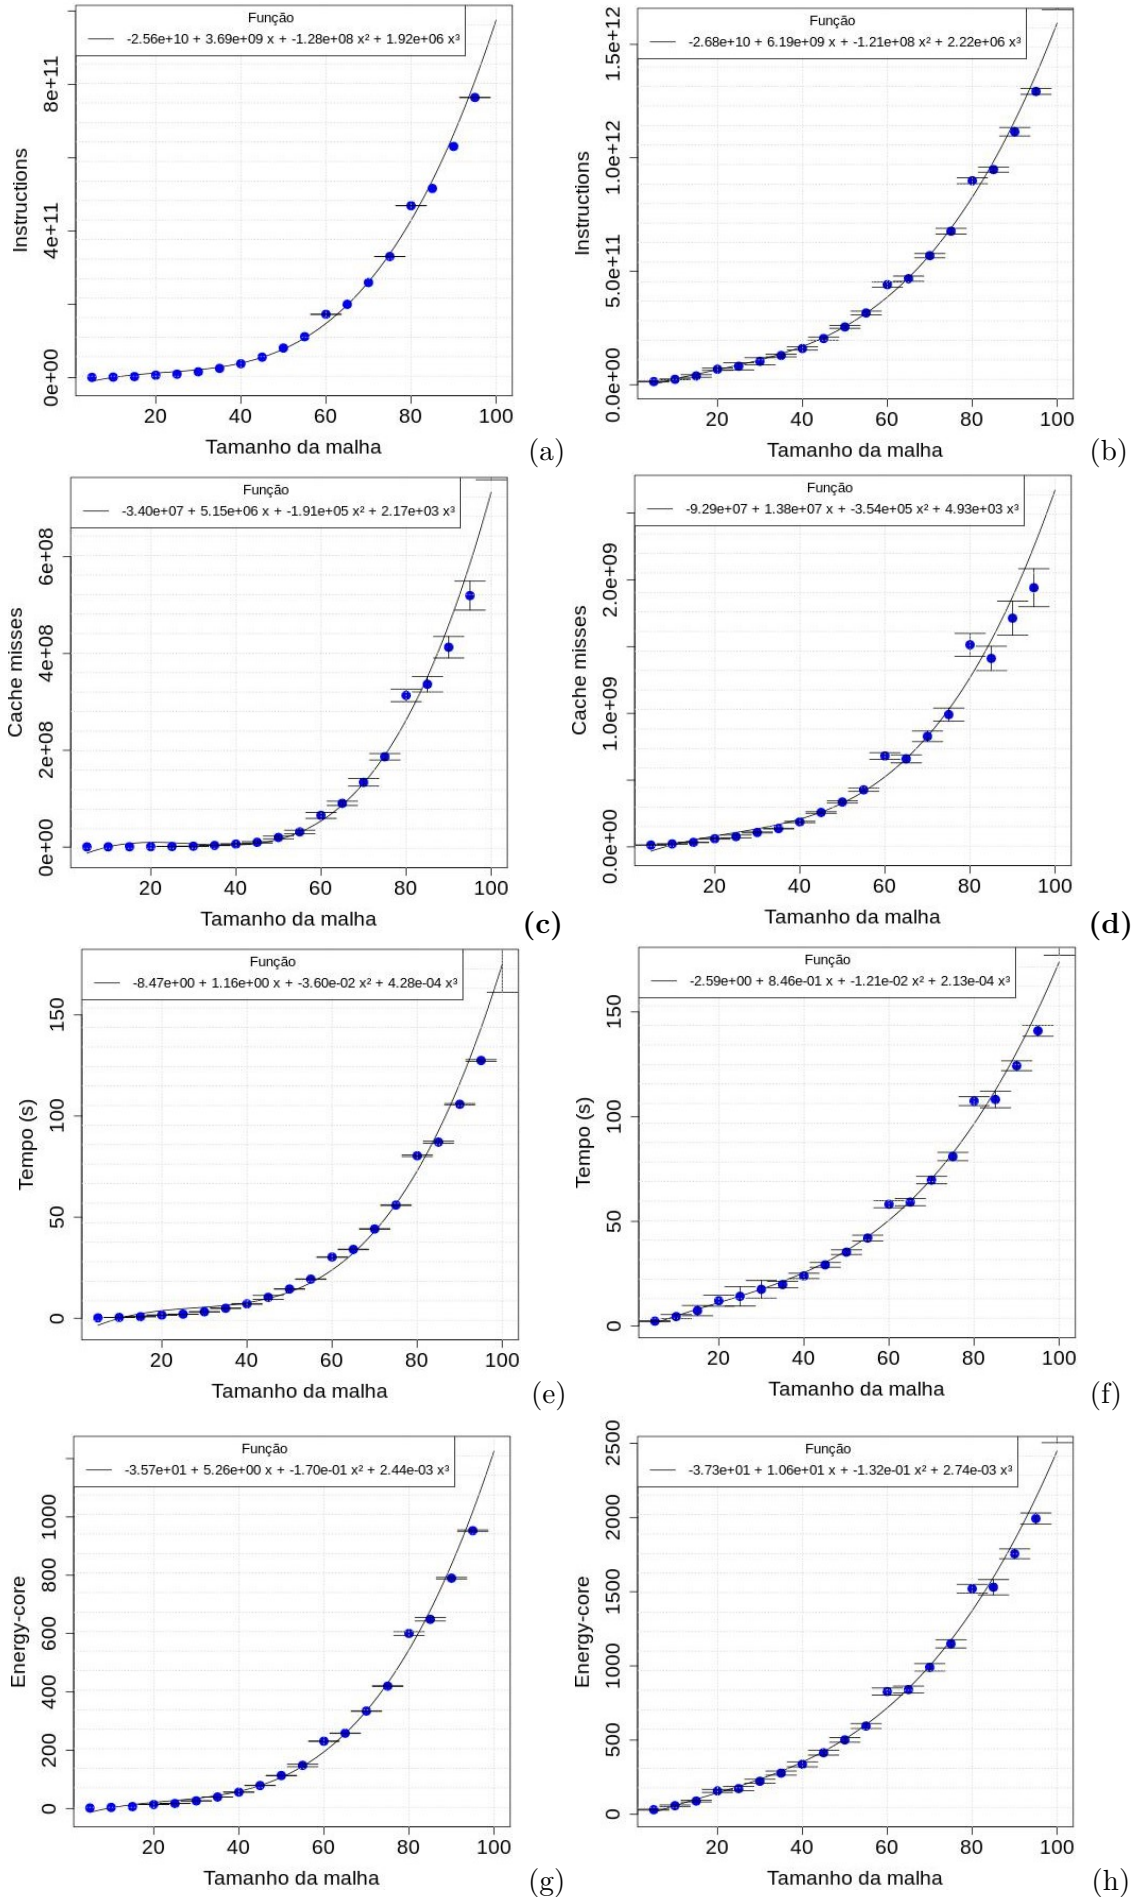 Função
-2.56e+10 + 3.69e+09 x + -1.28e+08 x² + 1.92e+06 x³
Instructions
0e+00 4e+11 8e+11
20 40 60 80 100
Tamanho da malha
(a)
Função
-2.68e+10 + 6.19e+09 x + -1.21e+08 x² + 2.22e+06 x³
Instructions
0.0e+00 5.0e+11 1.0e+12 1.5e+12
20 40 60 80 100
Tamanho da malha
(b)
Função
-3.40e+07 + 5.15e+06 x + -1.91e+05 x² + 2.17e+03 x³
Cache misses
0e+00 2e+08 4e+08 6e+08
20 40 60 80 100
Tamanho da malha
(c)
Função
-9.29e+07 + 1.38e+07 x + -3.54e+05 x² + 4.93e+03 x³
Cache misses
0.0e+00 1.0e+09 2.0e+09
20 40 60 80 100
Tamanho da malha
(d)
Função
-8.47e+00 + 1.16e+00 x + -3.60e-02 x² + 4.28e-04 x³
Tempo (s)
0 50 100 150
20 40 60 80 100
Tamanho da malha
(e)
Função
-2.59e+00 + 8.46e-01 x + -1.21e-02 x² + 2.13e-04 x³
Tempo (s)
0 50 100 150
20 40 60 80 100
Tamanho da malha
(f)
Função
-3.57e+01 + 5.26e+00 x + -1.70e-01 x² + 2.44e-03 x³
Energy-core
0 200 400 600 800 1000
20 40 60 80 100
Tamanho da malha
(g)
Função
-3.73e+01 + 1.06e+01 x + -1.32e-01 x² + 2.74e-03 x³
Energy-core
0 500 1000 1500 2000 2500
20 40 60 80 100
Tamanho da malha
(h)